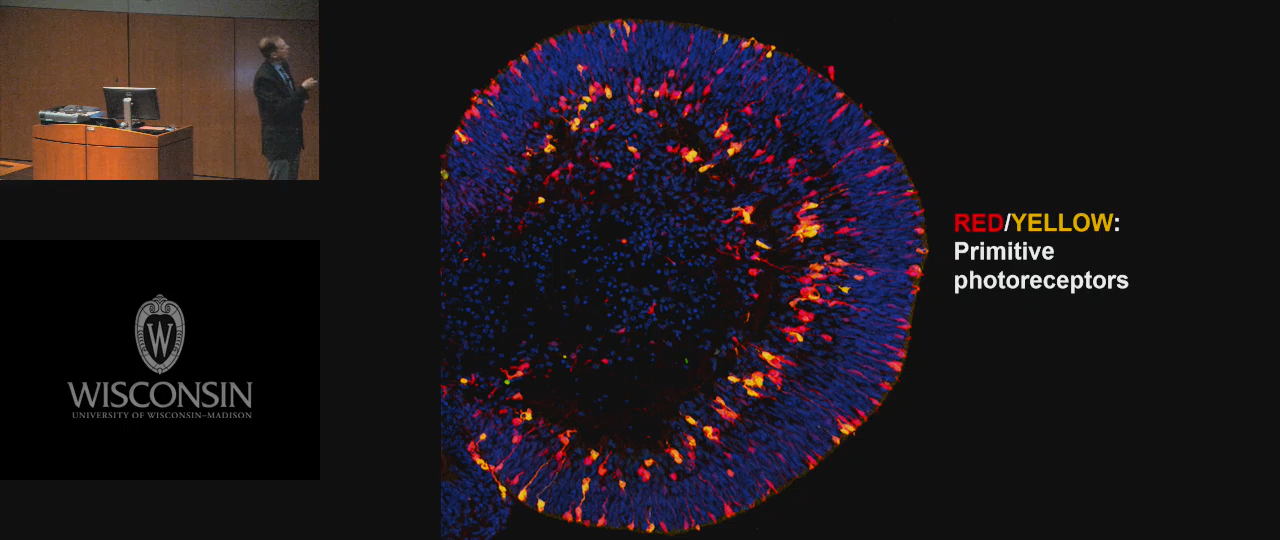 W
WISCONSIN
UNIVERSITY OF WISCONSIN–MADISON
RED/YELLOW:
Primitive
photoreceptors